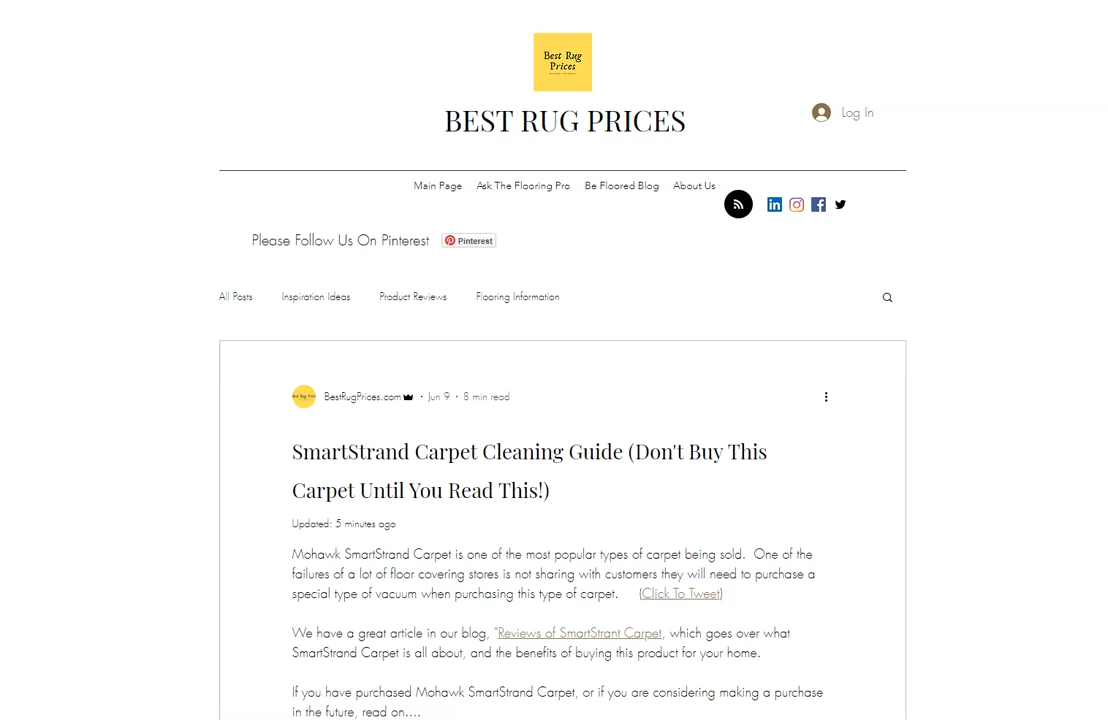 Best Rug
Prices
BEST RUG PRICES
Log In
Main Page Ask The Flooring Pro Be Floored Blog About Us
Please Follow Us On Pinterest Pinterest
All Posts Inspiration Ideas Product Reviews Flooring Information
BestRugPrices.com · Jun 9 · 8 min read
SmartStrand Carpet Cleaning Guide (Don't Buy This
Carpet Until You Read This!)
Updated: 5 minutes ago
Mohawk SmartStrand Carpet is one of the most popular types of carpet being sold. One of the
failures of a lot of floor covering stores is not sharing with customers they will need to purchase a
special type of vacuum when purchasing this type of carpet. (Click To Tweet)
We have a great article in our blog, "Reviews of SmartStrant Carpet, which goes over what
SmartStrand Carpet is all about, and the benefits of buying this product for your home.
If you have purchased Mohawk SmartStrand Carpet, or if you are considering making a purchase
in the future, read on....